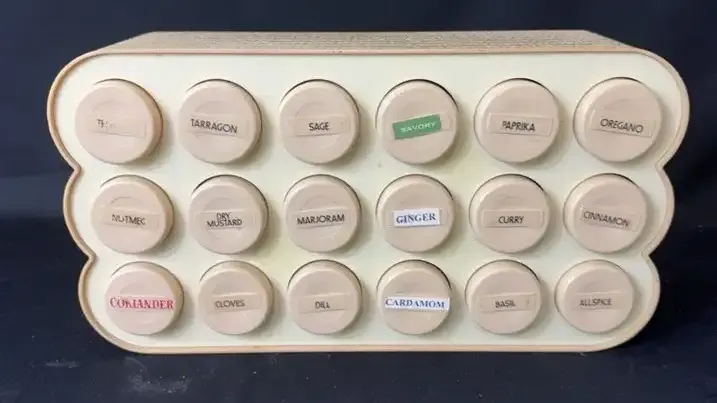 TARRAGON
SAGE
SAVORY
PAPRIKA
OREGANO
NUTMEG
DRY
MUSTARD
MARJORAM
GINGER
CURRY
CINNAMON
CORIANDER
CLOVES
DILL
CARDAMOM
BASIL
ALLSPICE